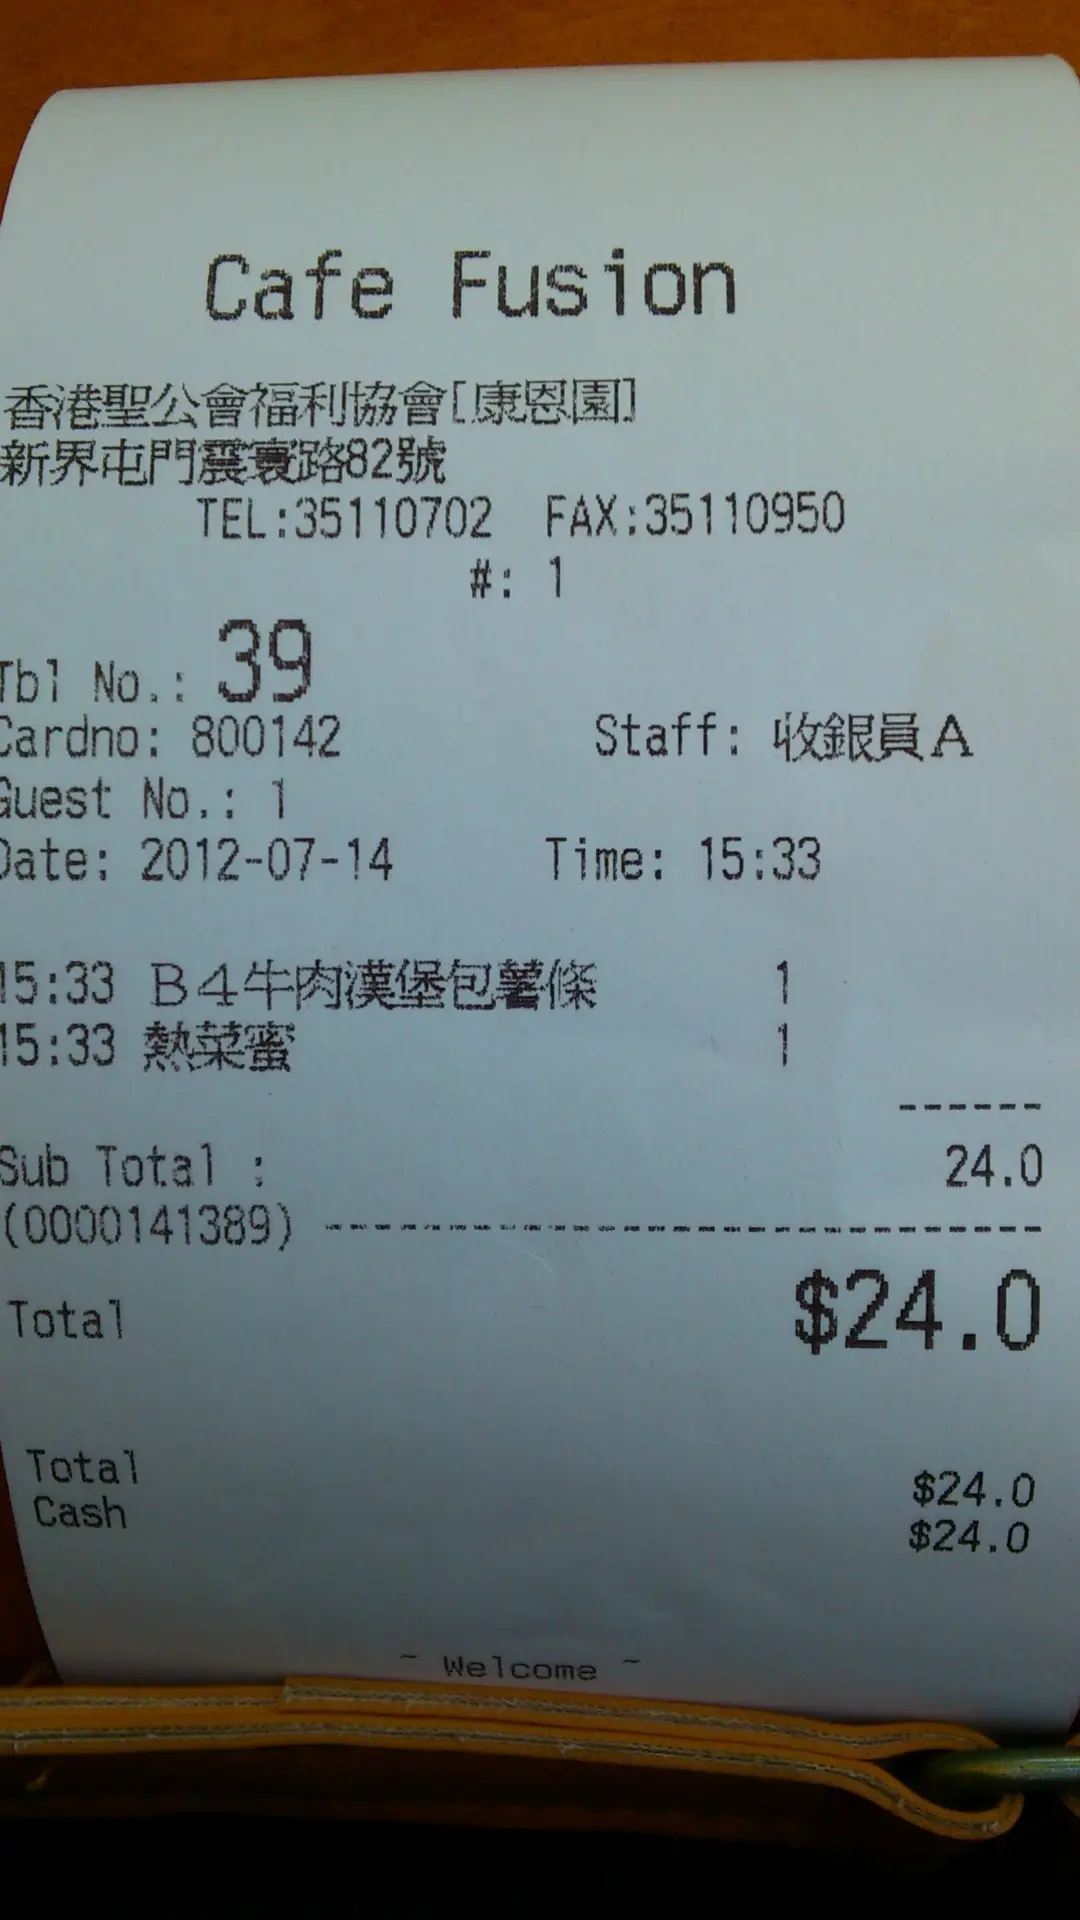 Cafe Fusion
香港聖公會福利協會[康恩園]
新界屯門震寰路82號
TEL:35110702 FAX:35110950
#: 1
Tbl No.: 39
Cardno: 800142 Staff: 收銀員A
Guest No.: 1
Date: 2012-07-14 Time: 15:33
15:33 B4牛肉漢堡包薯條 1
15:33 熱菜蜜 1
------
Sub Total : 24.0
(0000141389) -----------------------------
Total $24.0
Total $24.0
Cash $24.0
~ Welcome ~